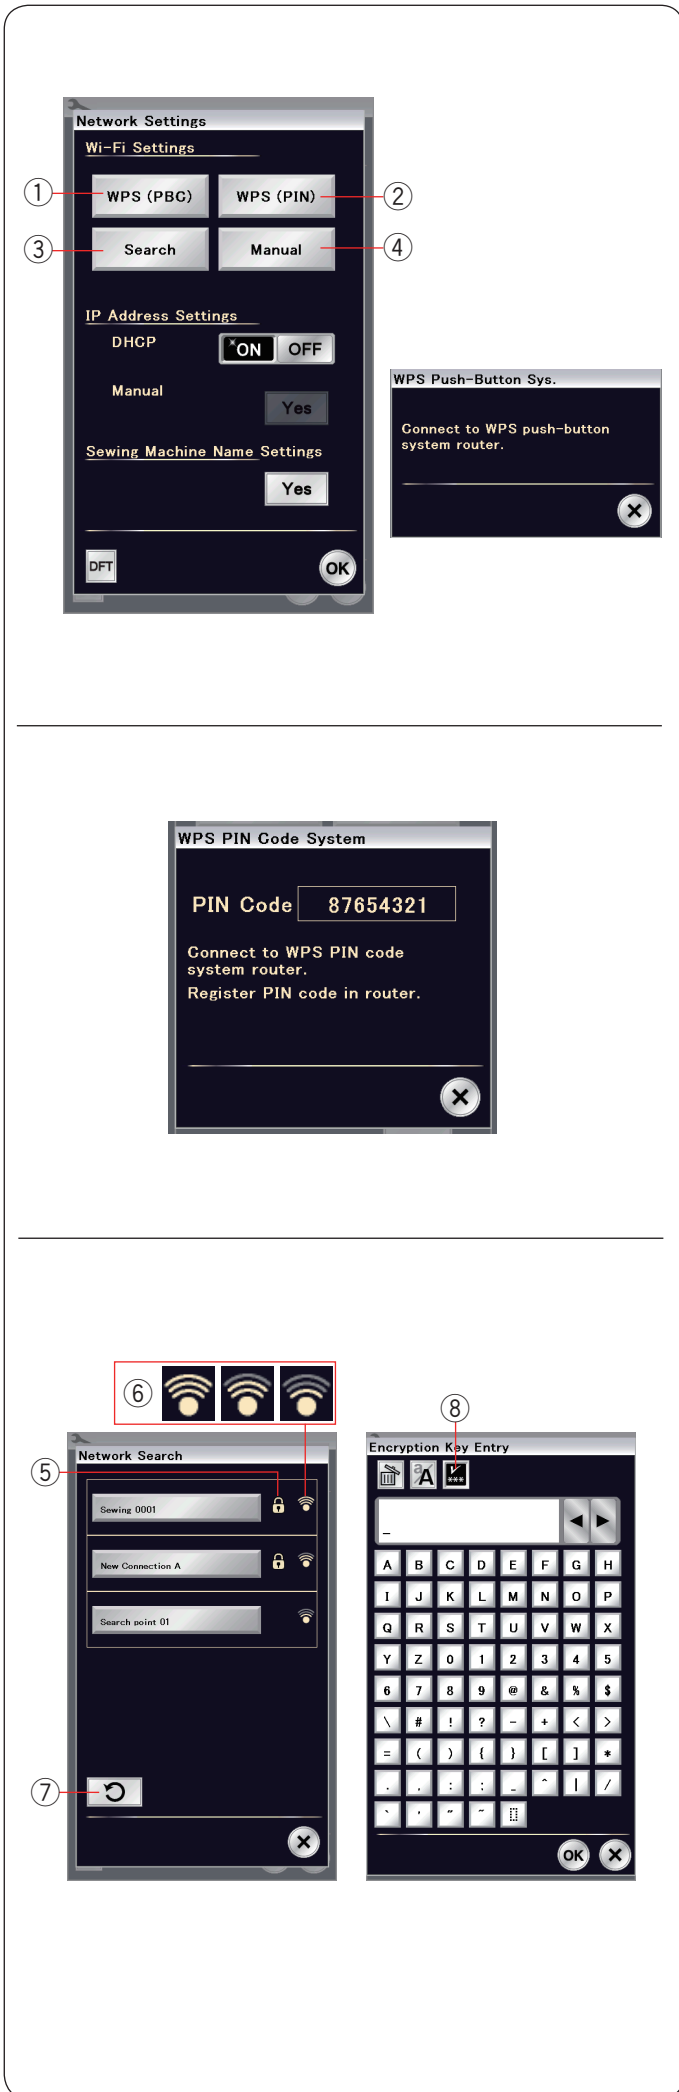 Network Settings
Wi-Fi Settings
① WPS (PBC) WPS (PIN) ②
③ Search Manual ④
IP Address Settings
DHCP ON OFF
Manual Yes
Sewing Machine Name Settings
Yes
DFT OK
WPS Push-Button Sys.
Connect to WPS push-button
system router.
WPS PIN Code System
PIN Code 87654321
Connect to WPS PIN code
system router.
Register PIN code in router.
⑥
Network Search
⑤
Sewing 0001
New Connection A
Search point 01
⑦
⑧
Encryption Key Entry
a/A ***
_
A B C D E F G H
I J K L M N O P
Q R S T U V W X
Y Z 0 1 2 3 4 5
6 7 8 9 @ & % $
\ # ! ? - + < >
= ( ) { } [ ] *
. , : ; _ ^ | /
` ' " ~
OK